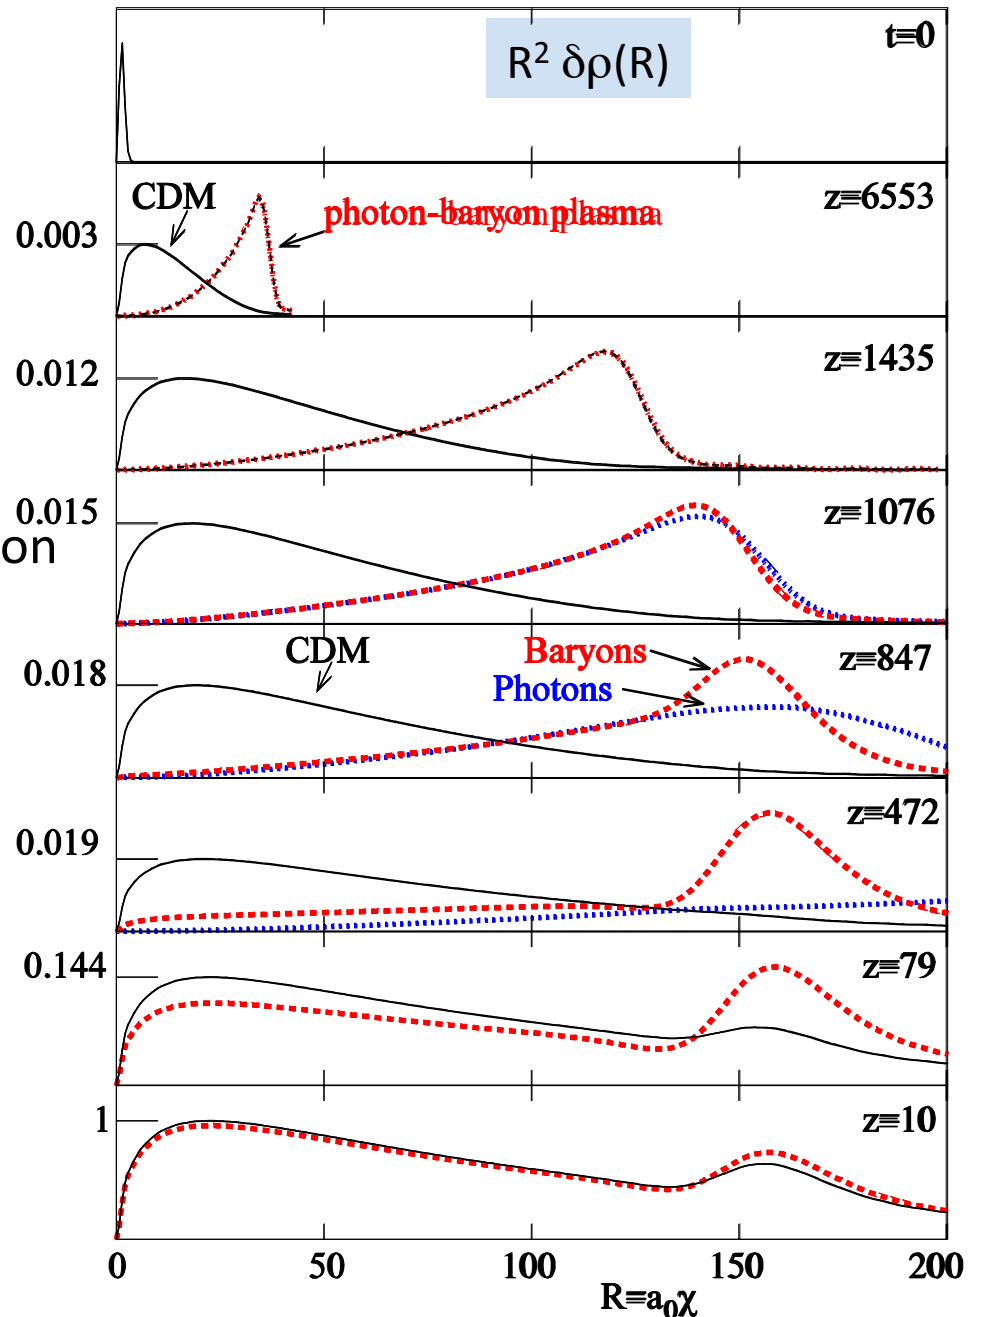 t=0
R² δρ(R)
CDM
photon-baryon plasma
z=6553
0.003
z=1435
0.012
z=1076
0.015
on
CDM
Baryons
Photons
z=847
0.018
z=472
0.019
z=79
0.144
z=10
1
0 50 100 150 200
R=a₀χ